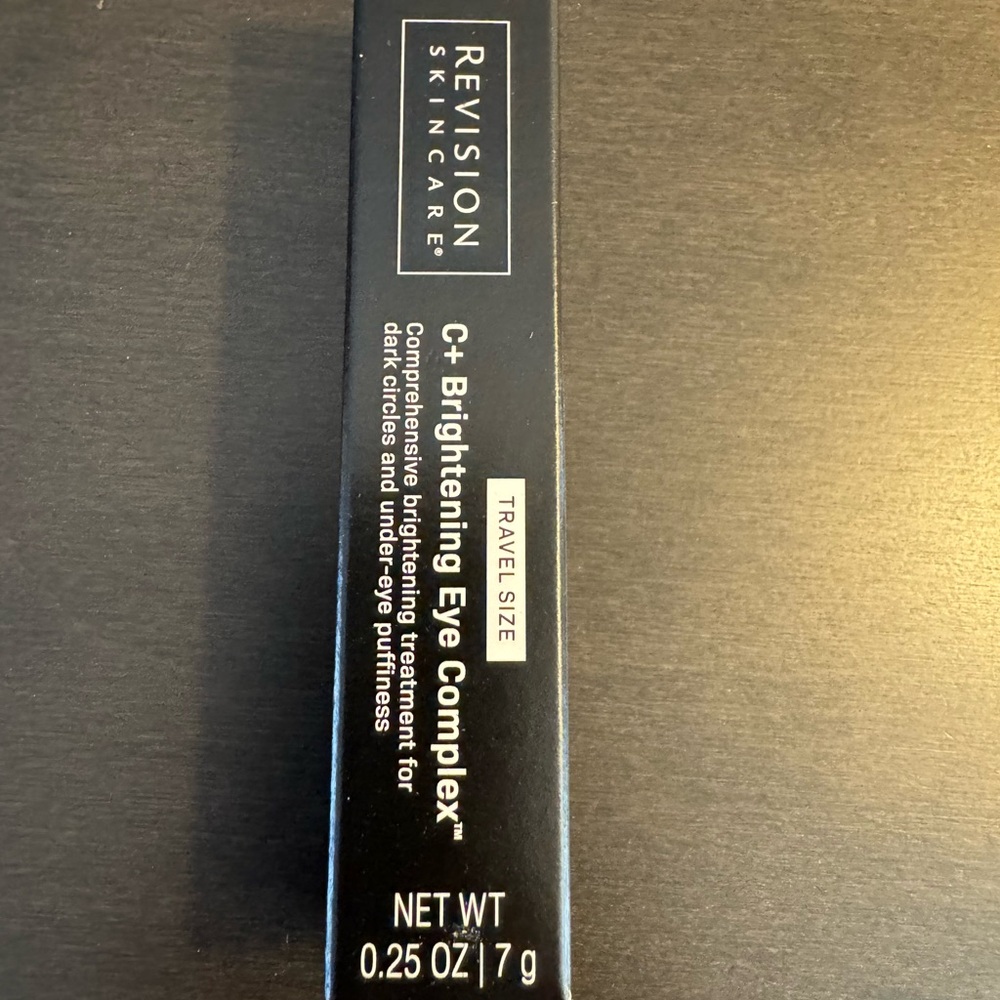 REVISION
SKINCARE®
TRAVEL SIZE
C+ Brightening Eye Complex™
Comprehensive brightening treatment for
dark circles and under-eye puffiness
NET WT
0.25 OZ | 7 g